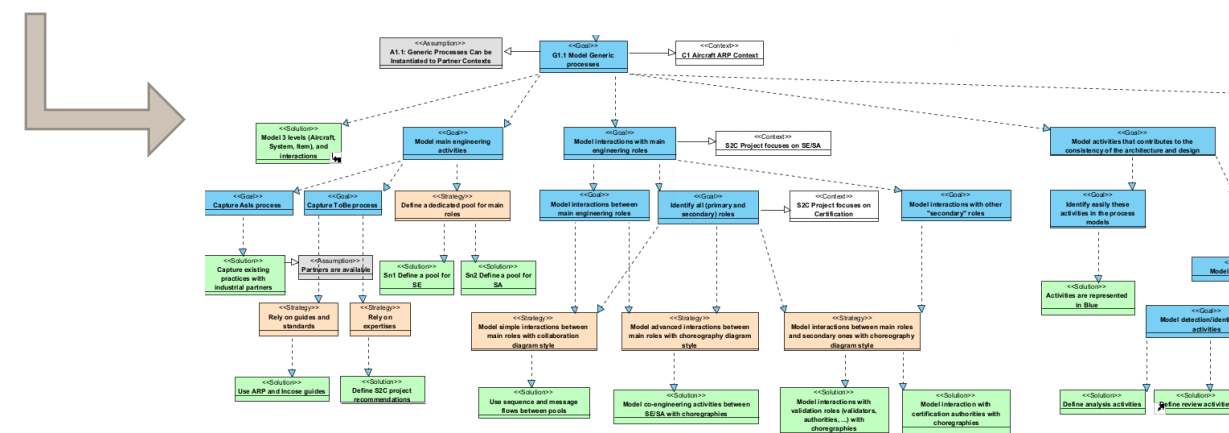 <<Assumption>>
A1.1: Generic Processes Can be
Instantiated to Partner Contexts
<<Goal>>
G1.1 Model Generic
processes
<<Context>>
C1 Aircraft ARP Context
<<Solution>>
Model 3 levels (Aircraft,
System, Item), and
interactions
<<Goal>>
Model main engineering
activities
<<Goal>>
Model interactions with main
engineering roles
<<Context>>
S2C Project focuses on SE/SA
<<Goal>>
Model activities that contributes to the
consistency of the architecture and design
<<Goal>>
Capture AsIs process
<<Goal>>
Capture ToBe process
<<Strategy>>
Define a dedicated pool for main
roles
<<Goal>>
Model interactions between
main engineering roles
<<Goal>>
Identify all (primary and
secondary) roles
<<Context>>
S2C Project focuses on
Certification
<<Goal>>
Model interactions with other
"secondary" roles
<<Goal>>
Identify easily these
activities in the process
models
<<Solution>>
Capture existing
practices with
industrial partners
<<Assumption>>
Partners are available
<<Solution>>
Sn1 Define a pool for
SE
<<Solution>>
Sn2 Define a pool for
SA
<<
Model
<<Solution>>
Activities are represented
in Blue
<<Strategy>>
Rely on guides and
standards
<<Strategy>>
Rely on
expertises
<<Strategy>>
Model simple interactions between
main roles with collaboration
diagram style
<<Strategy>>
Model advanced interactions between
main roles with choreography diagram
style
<<Strategy>>
Model interactions between main roles
and secondary ones with choreography
diagram style
<<Goal>>
Model detection/identi
activities
<<Solution>>
Use ARP and Incose guides
<<Solution>>
Define S2C project
recommendations
<<Solution>>
Use sequence and message
flows between pools
<<Solution>>
Model co-engineering activities between
SE/SA with choregraphies
<<Solution>>
Model interactions with
validation roles (validators,
authorities, ...) with
choregraphies
<<Solution>>
Model interaction with
certification authorities with
choregraphies
<<Solution>>
Define analysis activities
<<Solution>>
Define review activitie